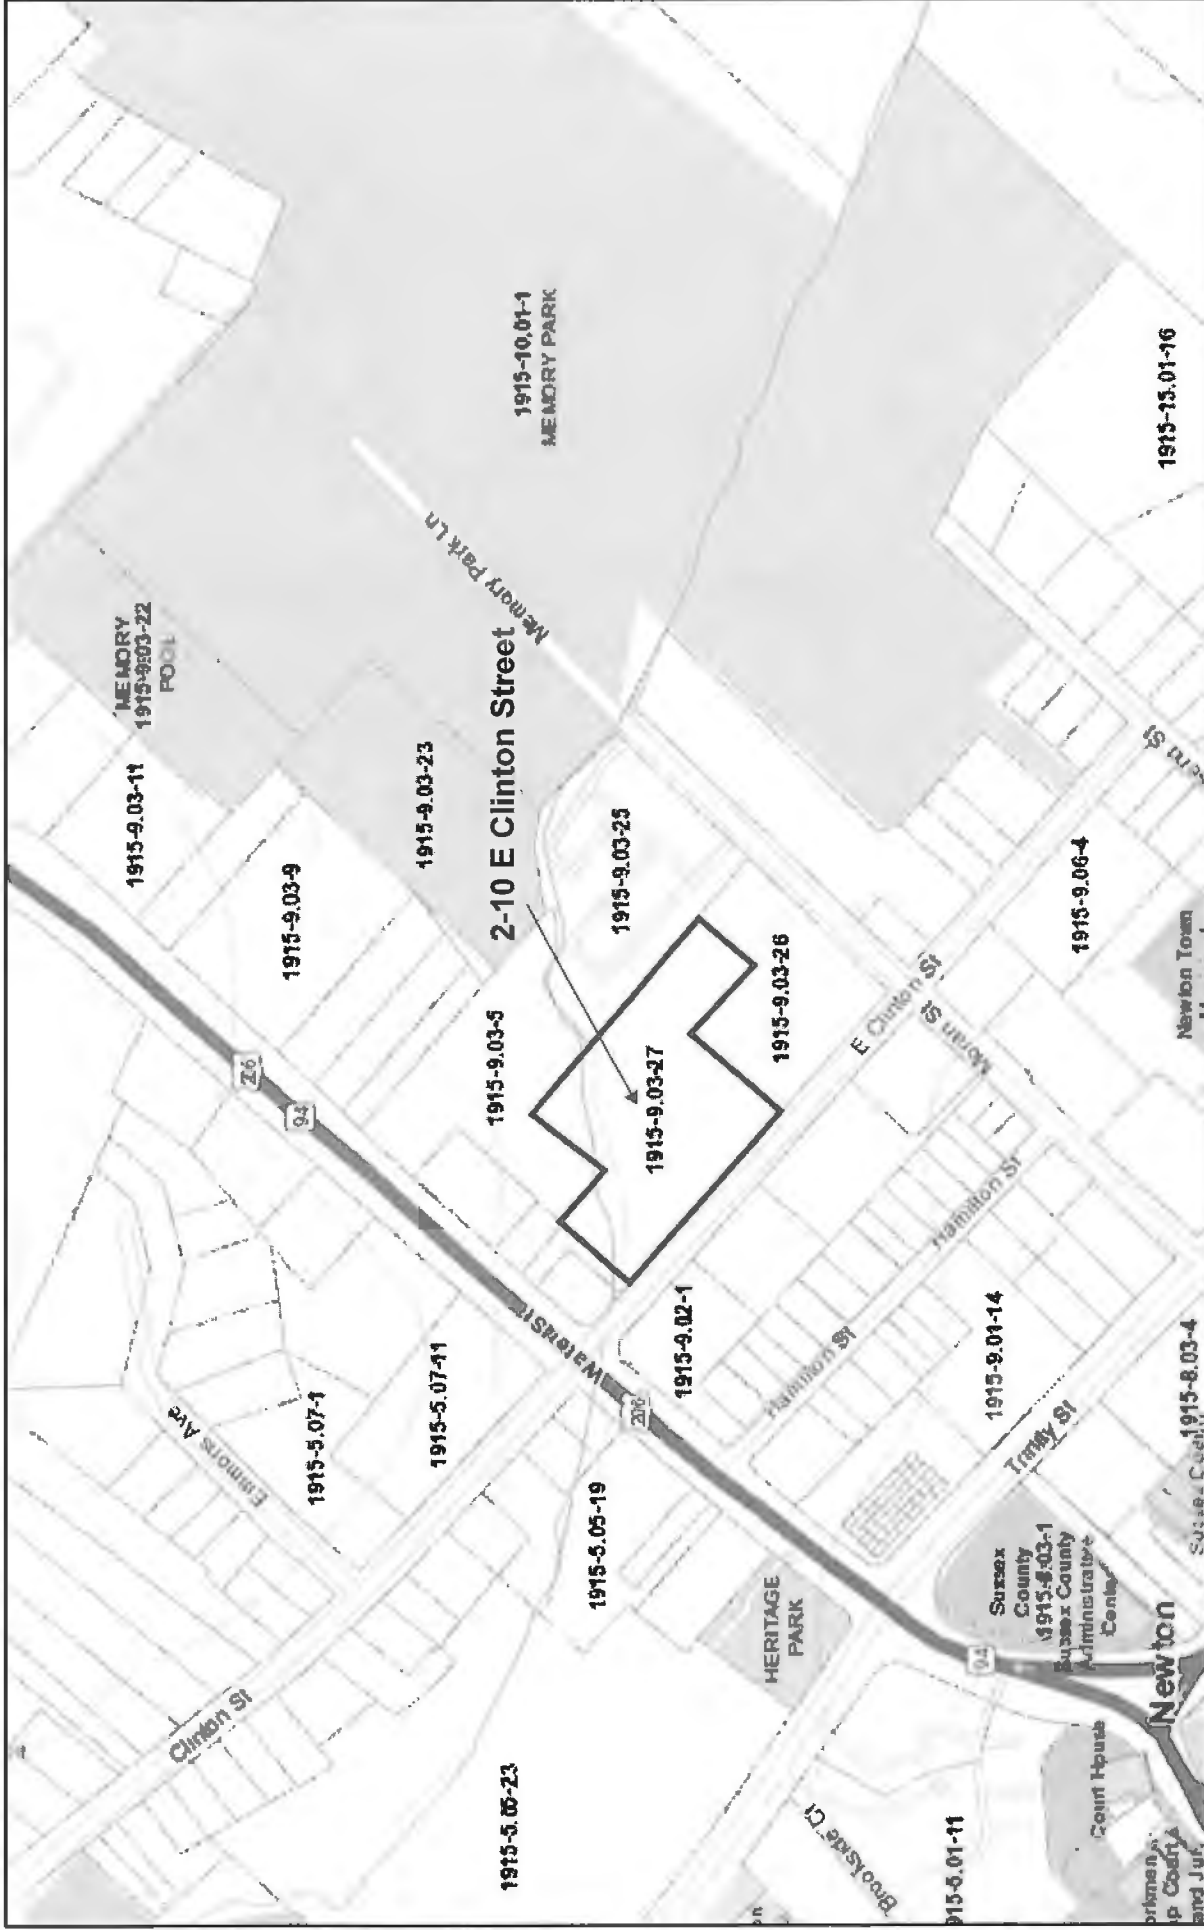 MEMORY
1915-9.03-22
POOL
1915-9.03-11
1915-9.03-9
1915-9.03-23
1915-10.01-1
MEMORY PARK
Memory Park Ln
2-10 E Clinton Street
1915-9.03-25
1915-9.03-5
1915-9.03-27
1915-9.03-26
E Clinton St
Moran St
1915-9.06-4
1915-15.01-16
Newton Town
206
94
Water St
206
94
Hamilton St
Hamilton St
1915-9.02-1
1915-9.01-14
Trinity St
1915-8.03-4
Emmons Ave
1915-5.07-1
1915-5.07-11
1915-5.05-19
HERITAGE
PARK
Sussex
County
Sussex County
Administrative
Center
Newton
Clinton St
1915-5.05-23
Brookside Ct
915-5.01-11
Court House